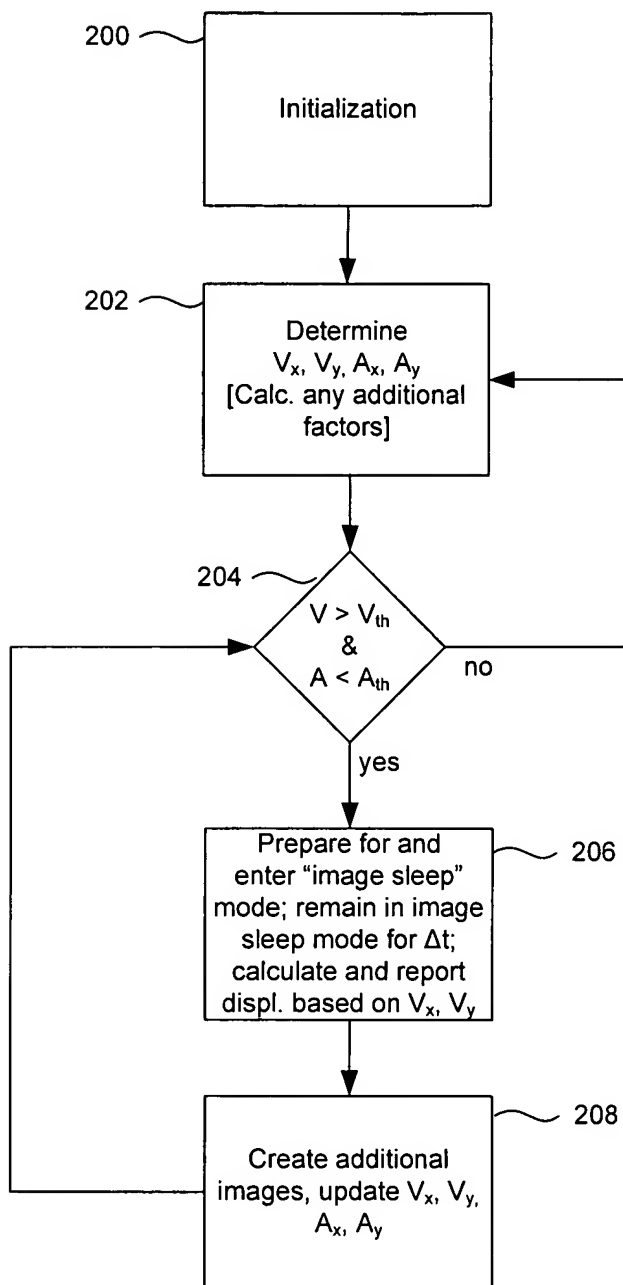 200
Initialization
202
Determine
Vx, Vy, Ax, Ay
[Calc. any additional
factors]
204
V > Vth
&
A < Ath
no
yes
Prepare for and
enter “image sleep”
mode; remain in image
sleep mode for Δt;
calculate and report
displ. based on Vx, Vy
206
208
Create additional
images, update Vx, Vy,
Ax, Ay